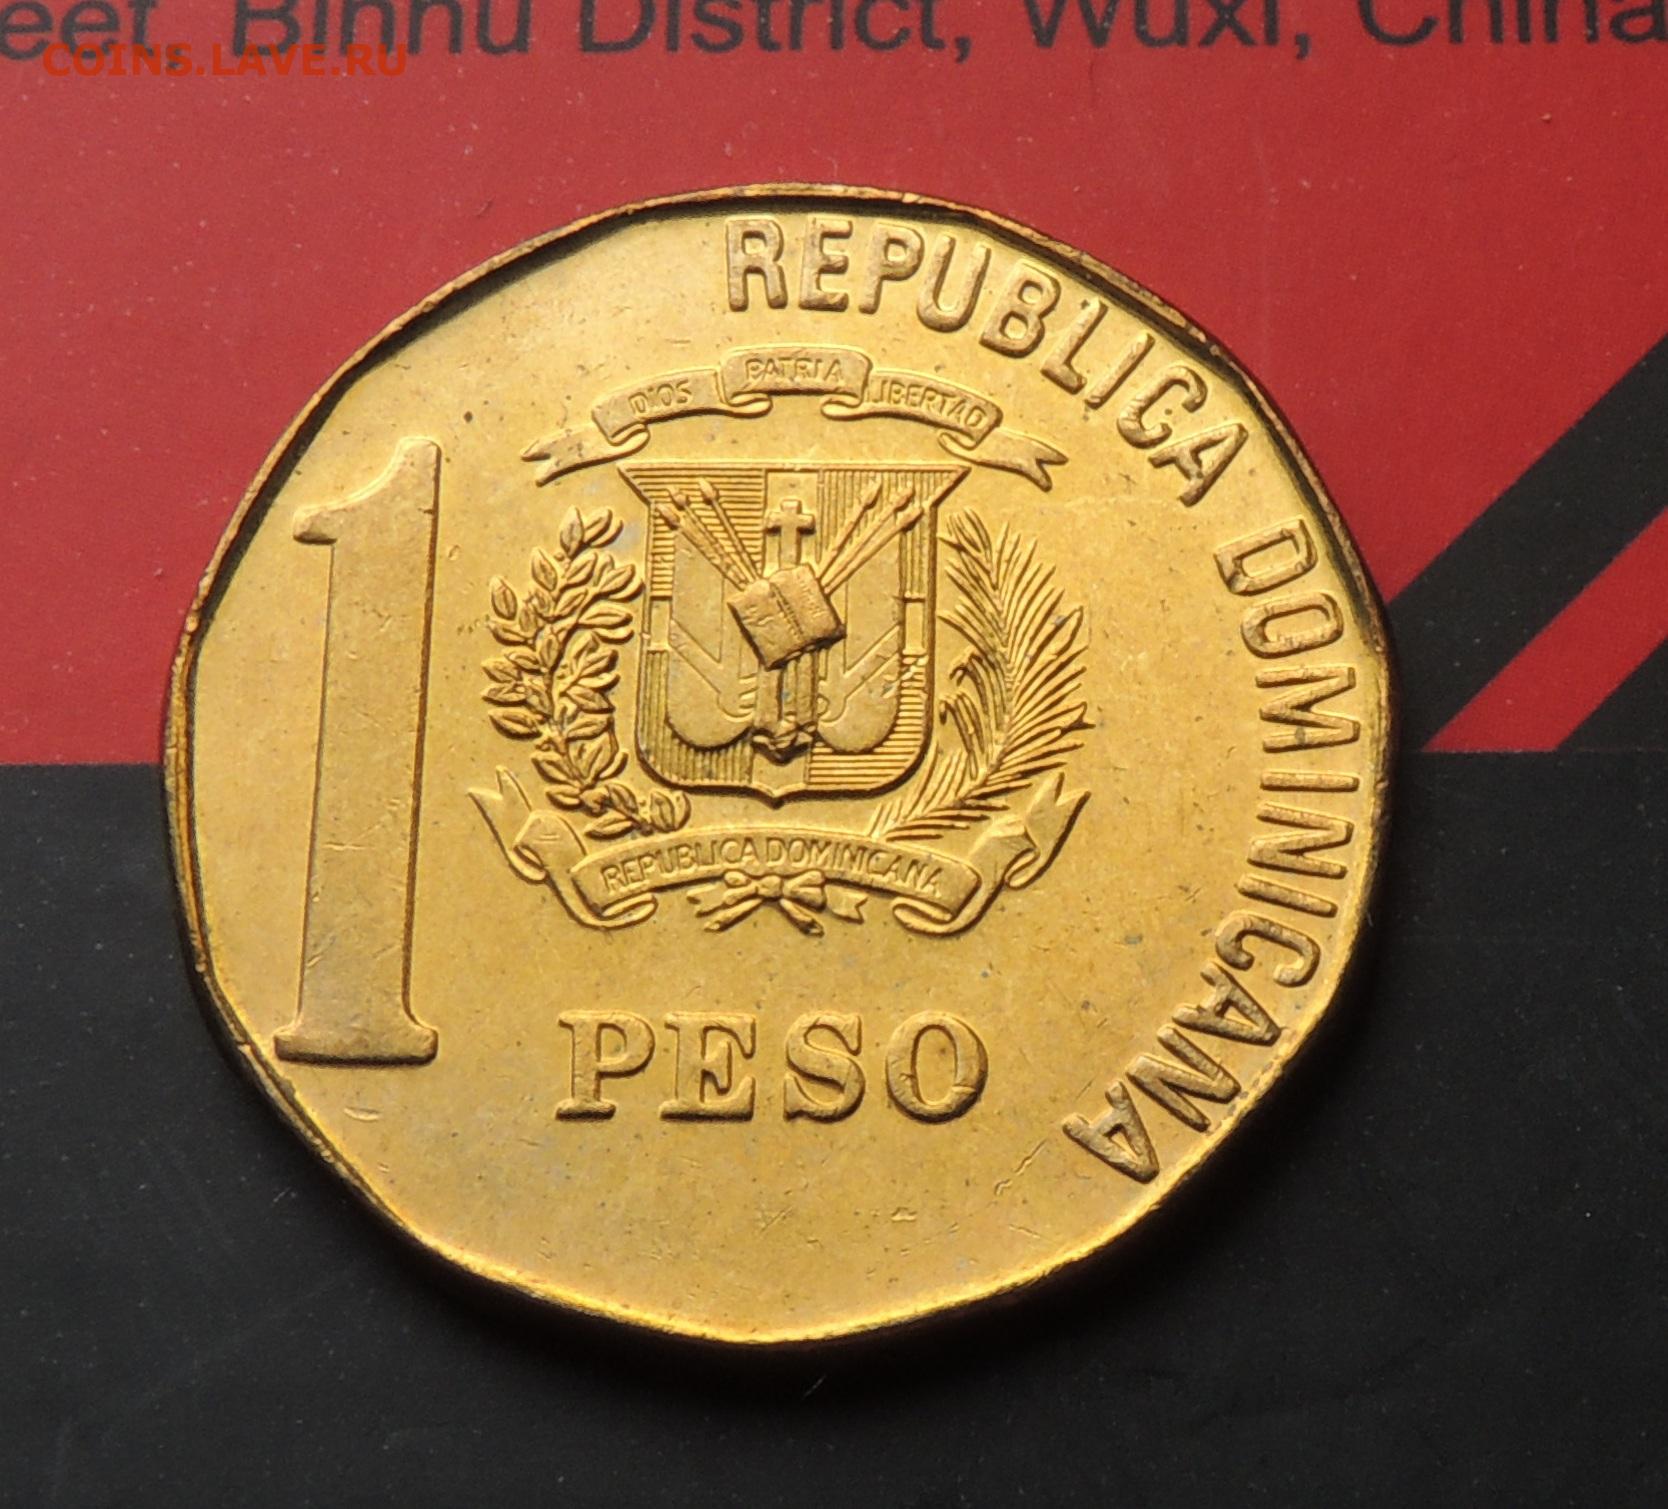 eet, Binhu District, Wuxi, China
COINS.LAVE.RU
REPUBLICA DOMINICANA
DIOS PATRIA LIBERTAD
1
REPUBLICA DOMINICANA
PESO